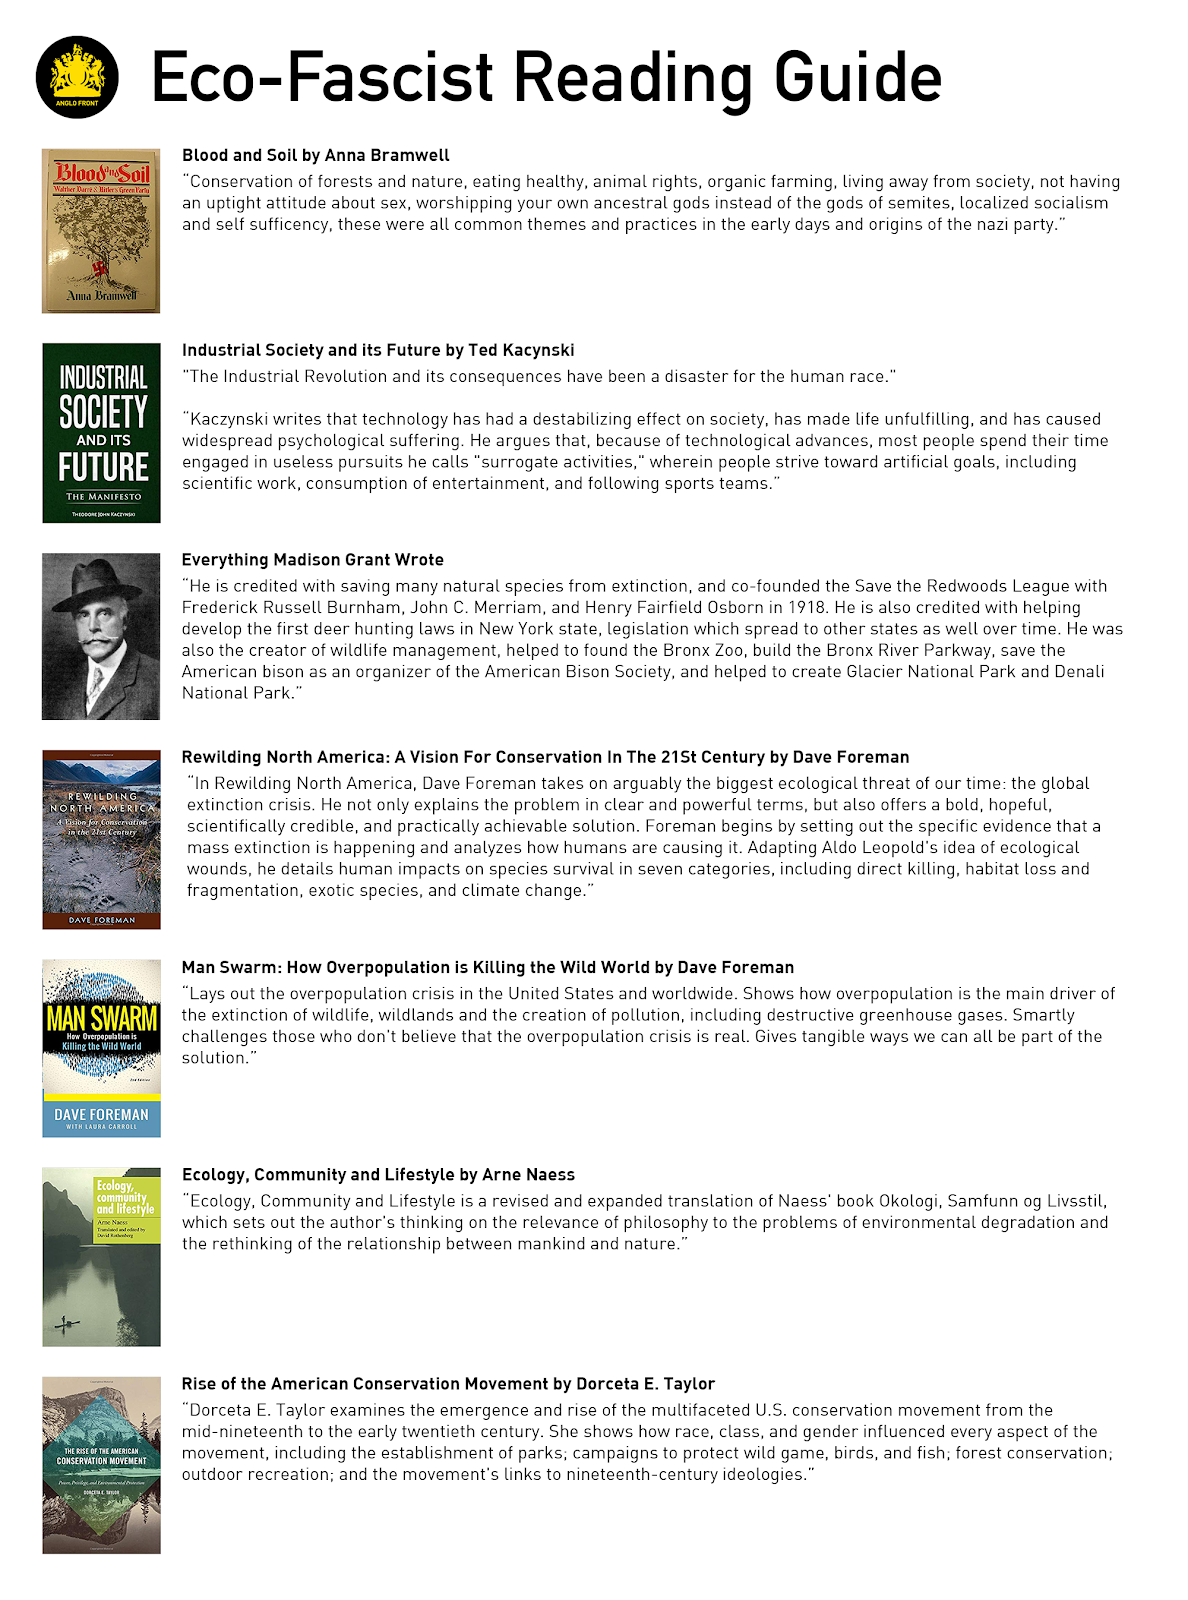 ANGLO FRONT
Eco-Fascist Reading Guide
Blood and Soil
Walther Darré & Hitler's Green Party
Anna Bramwell
Blood and Soil by Anna Bramwell
“Conservation of forests and nature, eating healthy, animal rights, organic farming, living away from society, not having
an uptight attitude about sex, worshipping your own ancestral gods instead of the gods of semites, localized socialism
and self sufficency, these were all common themes and practices in the early days and origins of the nazi party.”
INDUSTRIAL
SOCIETY
AND ITS
FUTURE
THE MANIFESTO
THEODORE JOHN KACZYNSKI
Industrial Society and its Future by Ted Kacynski
"The Industrial Revolution and its consequences have been a disaster for the human race."
“Kaczynski writes that technology has had a destabilizing effect on society, has made life unfulfilling, and has caused
widespread psychological suffering. He argues that, because of technological advances, most people spend their time
engaged in useless pursuits he calls "surrogate activities," wherein people strive toward artificial goals, including
scientific work, consumption of entertainment, and following sports teams.”
Everything Madison Grant Wrote
“He is credited with saving many natural species from extinction, and co-founded the Save the Redwoods League with
Frederick Russell Burnham, John C. Merriam, and Henry Fairfield Osborn in 1918. He is also credited with helping
develop the first deer hunting laws in New York state, legislation which spread to other states as well over time. He was
also the creator of wildlife management, helped to found the Bronx Zoo, build the Bronx River Parkway, save the
American bison as an organizer of the American Bison Society, and helped to create Glacier National Park and Denali
National Park.”
REWILDING
NORTH AMERICA
A Vision for Conservation
in the 21st Century
DAVE FOREMAN
Rewilding North America: A Vision For Conservation In The 21St Century by Dave Foreman
“In Rewilding North America, Dave Foreman takes on arguably the biggest ecological threat of our time: the global
extinction crisis. He not only explains the problem in clear and powerful terms, but also offers a bold, hopeful,
scientifically credible, and practically achievable solution. Foreman begins by setting out the specific evidence that a
mass extinction is happening and analyzes how humans are causing it. Adapting Aldo Leopold's idea of ecological
wounds, he details human impacts on species survival in seven categories, including direct killing, habitat loss and
fragmentation, exotic species, and climate change.”
MAN SWARM
How Overpopulation is
Killing the Wild World
2nd Edition
DAVE FOREMAN
WITH LAURA CARROLL
Man Swarm: How Overpopulation is Killing the Wild World by Dave Foreman
“Lays out the overpopulation crisis in the United States and worldwide. Shows how overpopulation is the main driver of
the extinction of wildlife, wildlands and the creation of pollution, including destructive greenhouse gases. Smartly
challenges those who don't believe that the overpopulation crisis is real. Gives tangible ways we can all be part of the
solution.”
Ecology,
community
and lifestyle
Arne Naess
Translated and edited by
David Rothenberg
Ecology, Community and Lifestyle by Arne Naess
“Ecology, Community and Lifestyle is a revised and expanded translation of Naess' book Okologi, Samfunn og Livsstil,
which sets out the author's thinking on the relevance of philosophy to the problems of environmental degradation and
the rethinking of the relationship between mankind and nature.”
THE RISE OF THE AMERICAN
CONSERVATION MOVEMENT
Power, Privilege, and Environmental Protection
DORCETA E. TAYLOR
Rise of the American Conservation Movement by Dorceta E. Taylor
“Dorceta E. Taylor examines the emergence and rise of the multifaceted U.S. conservation movement from the
mid-nineteenth to the early twentieth century. She shows how race, class, and gender influenced every aspect of the
movement, including the establishment of parks; campaigns to protect wild game, birds, and fish; forest conservation;
outdoor recreation; and the movement's links to nineteenth-century ideologies.”